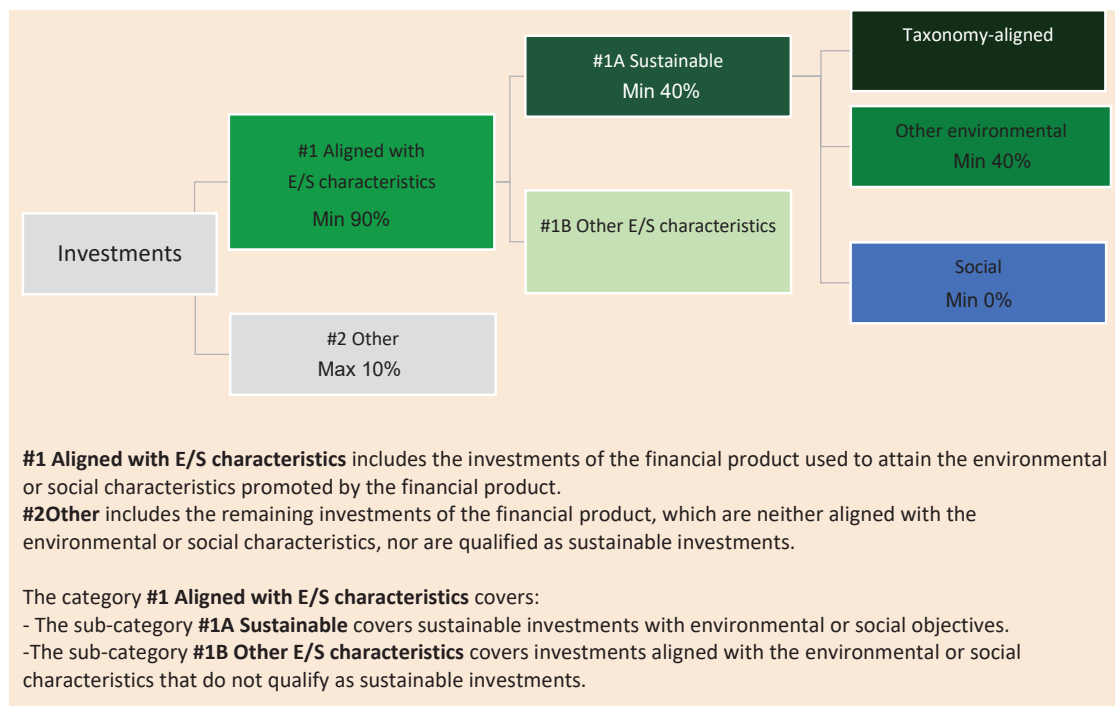 Investments
#1 Aligned with
E/S characteristics
Min 90%
#2 Other
Max 10%
#1A Sustainable
Min 40%
#1B Other E/S characteristics
Taxonomy-aligned
Other environmental
Min 40%
Social
Min 0%
#1 Aligned with E/S characteristics includes the investments of the financial product used to attain the environmental
or social characteristics promoted by the financial product.
#2Other includes the remaining investments of the financial product, which are neither aligned with the
environmental or social characteristics, nor are qualified as sustainable investments.
The category #1 Aligned with E/S characteristics covers:
- The sub-category #1A Sustainable covers sustainable investments with environmental or social objectives.
-The sub-category #1B Other E/S characteristics covers investments aligned with the environmental or social
characteristics that do not qualify as sustainable investments.